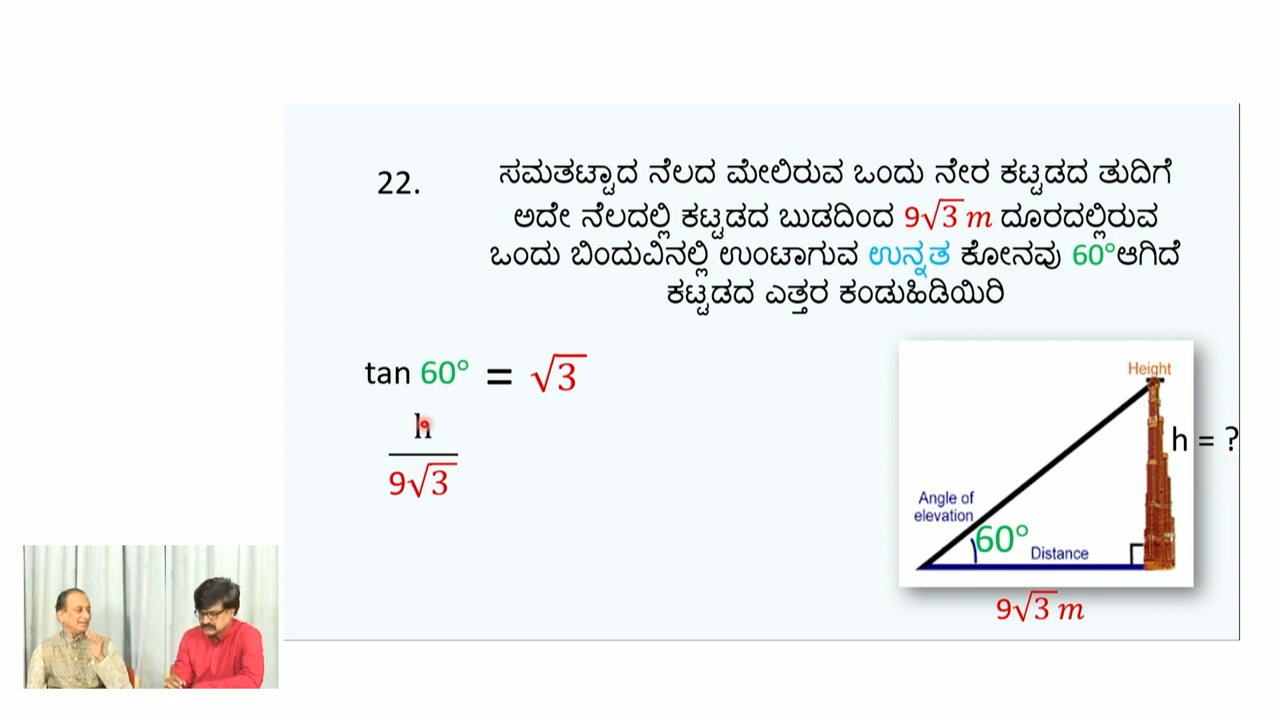 22.
ಸಮತಟ್ಟಾದ ನೆಲದ ಮೇಲಿರುವ ಒಂದು ನೇರ ಕಟ್ಟಡದ ತುದಿಗೆ
ಅದೇ ನೆಲದಲ್ಲಿ ಕಟ್ಟಡದ ಬುಡದಿಂದ 9√3 m ದೂರದಲ್ಲಿರುವ
ಒಂದು ಬಿಂದುವಿನಲ್ಲಿ ಉಂಟಾಗುವ ಉನ್ನತ ಕೋನವು 60°ಆಗಿದೆ
ಕಟ್ಟಡದ ಎತ್ತರ ಕಂಡುಹಿಡಿಯಿರಿ
tan 60° = √3
h
9√3
Height
h = ?
Angle of
elevation
60°
Distance
9√3 m